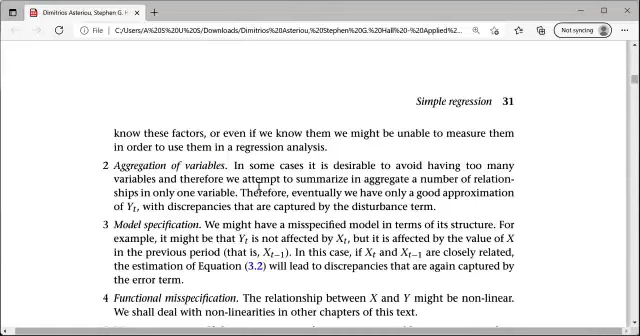 Dimitrios Asteriou, Stephen G. H
File
C:/Users/A%20S%20U%20S/Downloads/Dimitrios%20Asteriou,%20Stephen%20G.%20Hall%20-%20Applied%2...
Not syncing
Simple regression 31
know these factors, or even if we know them we might be unable to measure them
in order to use them in a regression analysis.
2 Aggregation of variables. In some cases it is desirable to avoid having too many
variables and therefore we attempt to summarize in aggregate a number of relation-
ships in only one variable. Therefore, eventually we have only a good approximation
of Yt, with discrepancies that are captured by the disturbance term.
3 Model specification. We might have a misspecified model in terms of its structure. For
example, it might be that Yt is not affected by Xt, but it is affected by the value of X
in the previous period (that is, Xt−1). In this case, if Xt and Xt−1 are closely related,
the estimation of Equation (3.2) will lead to discrepancies that are again captured by
the error term.
4 Functional misspecification. The relationship between X and Y might be non-linear.
We shall deal with non-linearities in other chapters of this text.